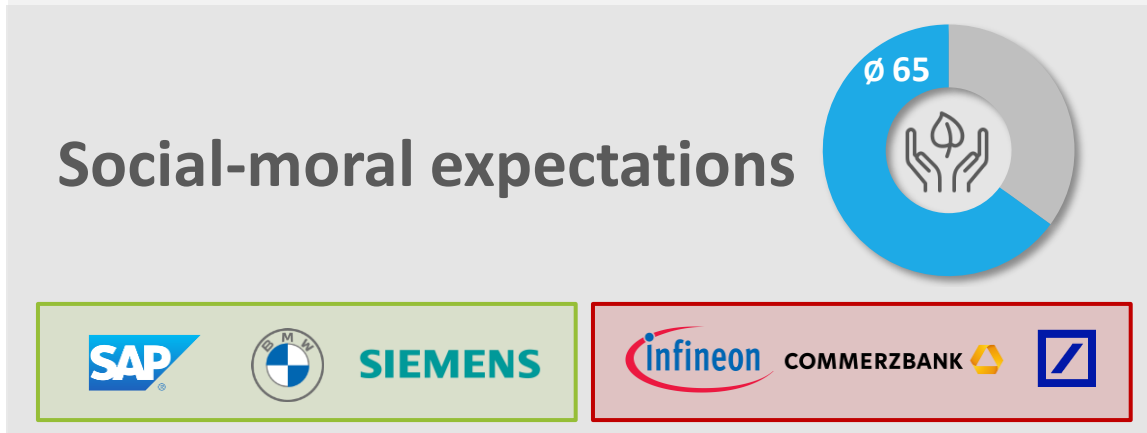 Ø 65
Social-moral expectations
SAP
®
BMW
SIEMENS
infineon
COMMERZBANK